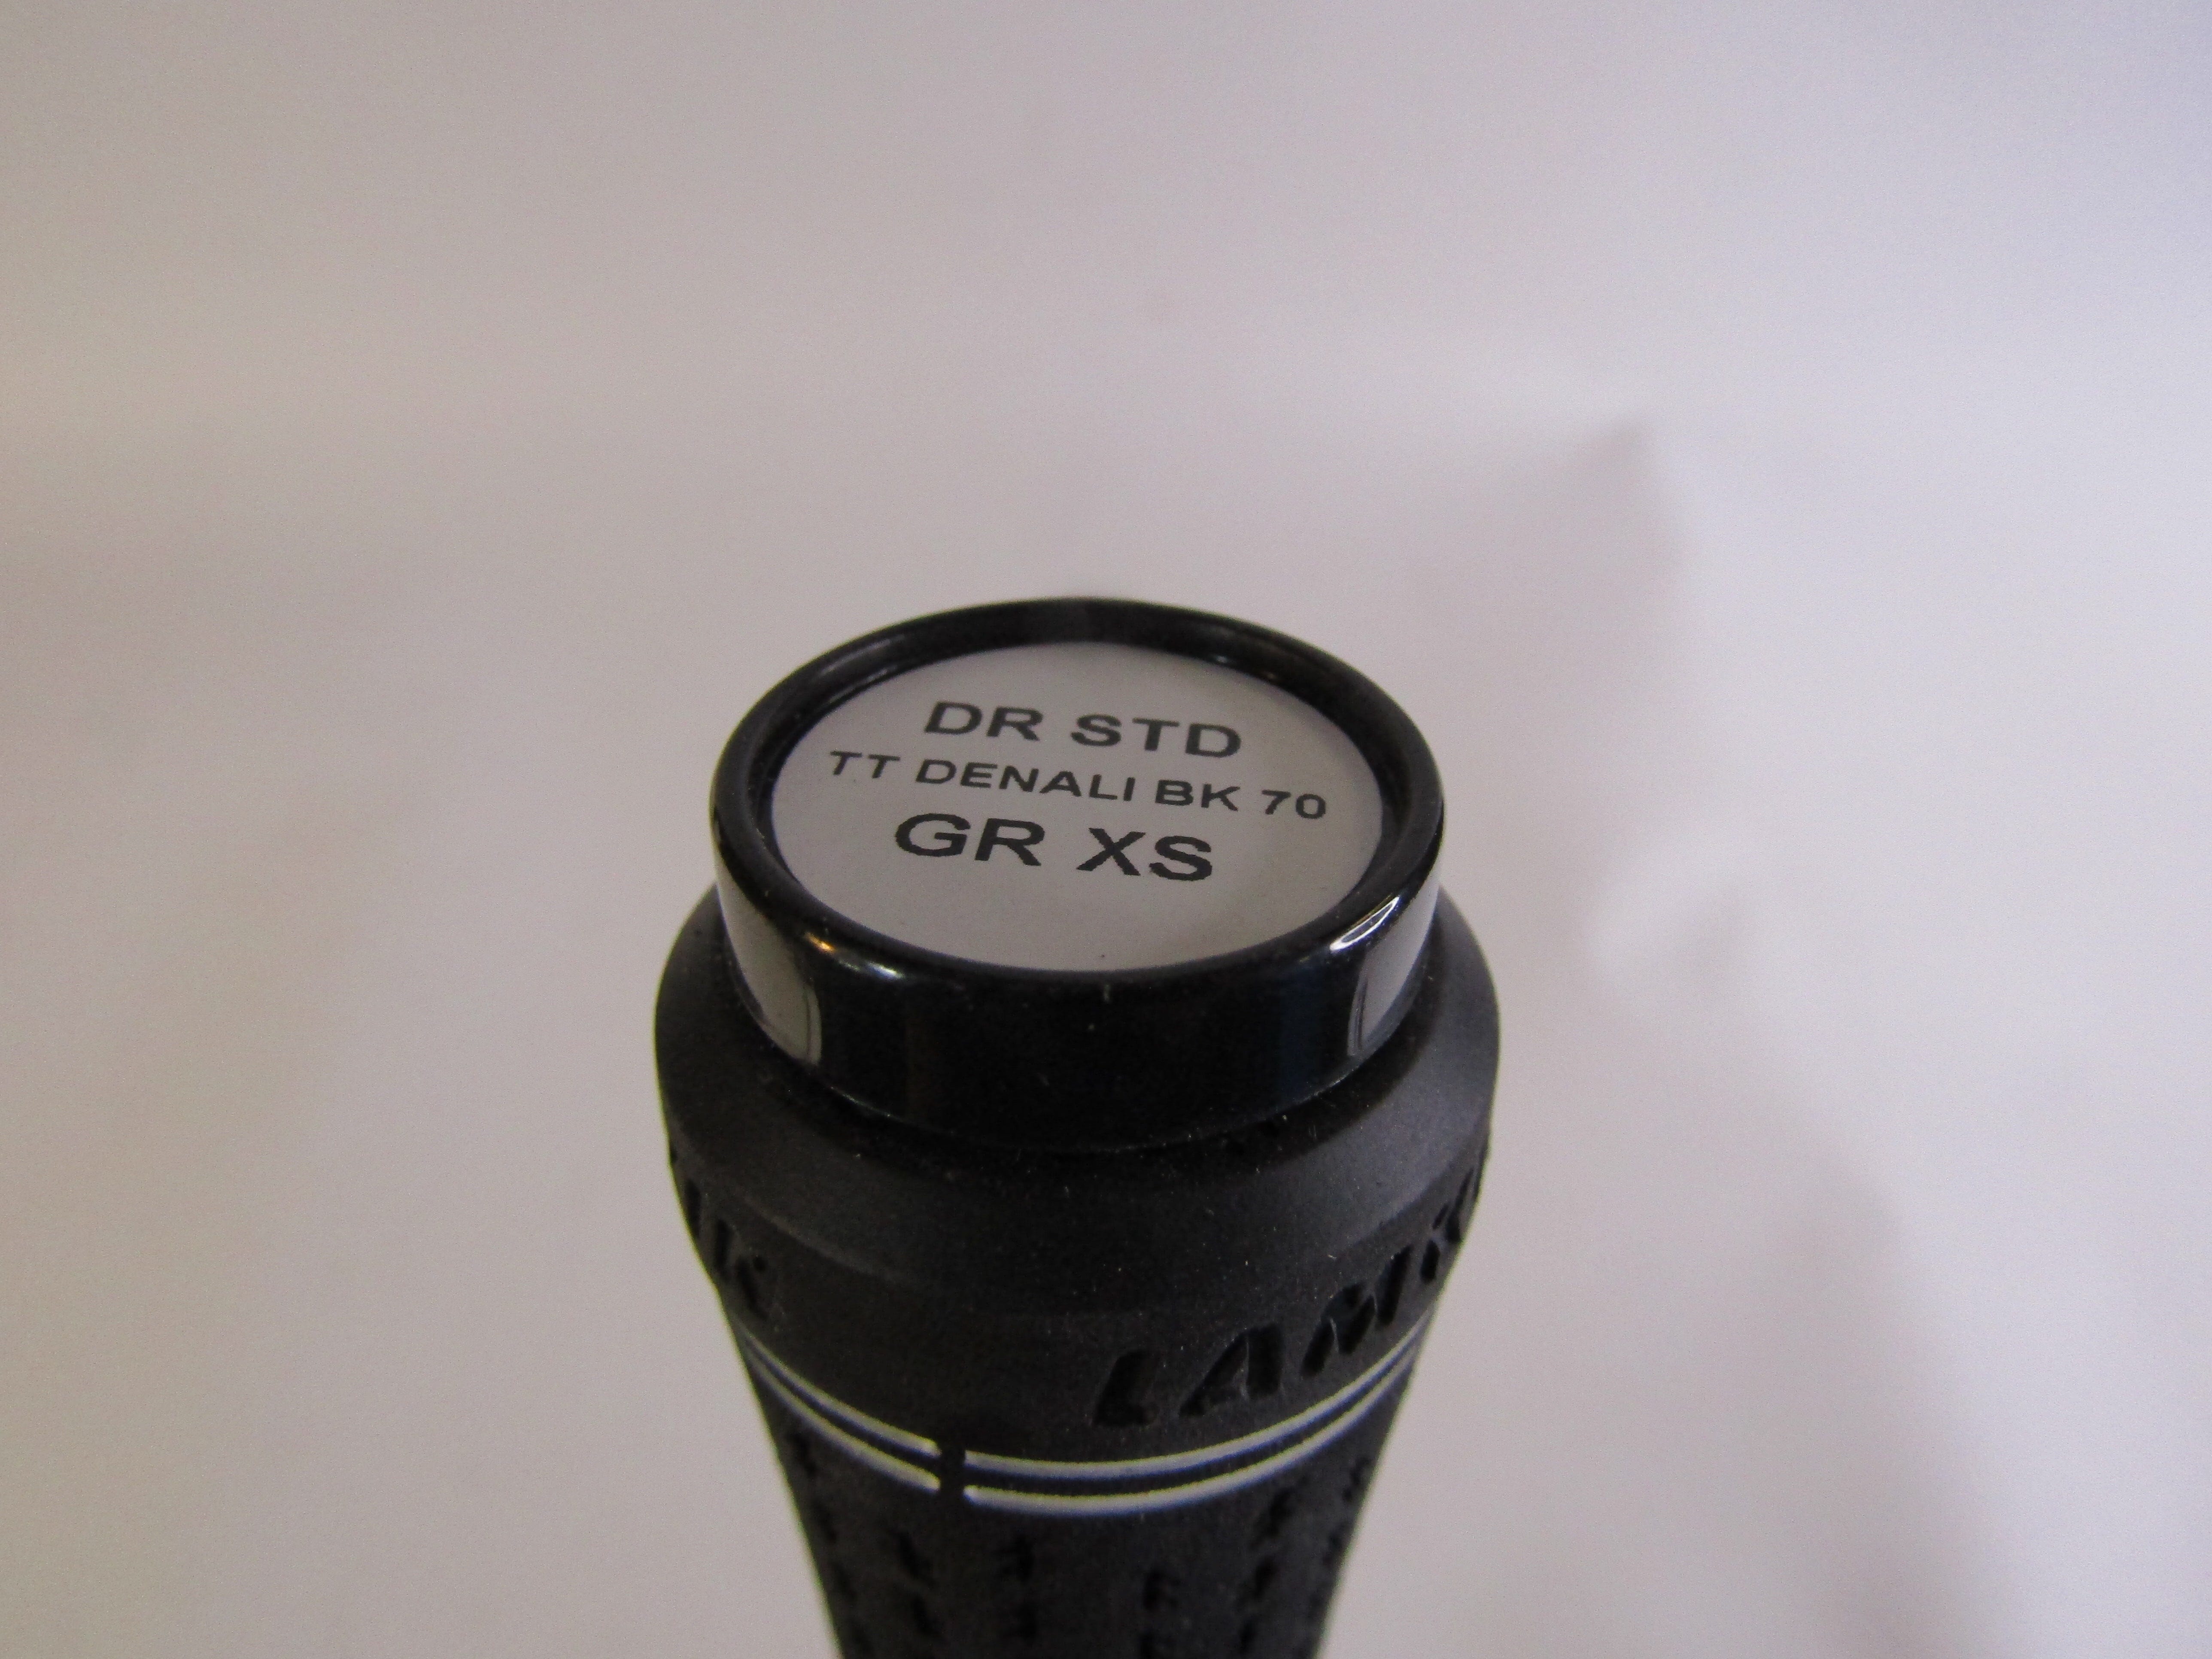 DR STD
TT DENALI BK 70
GR XS